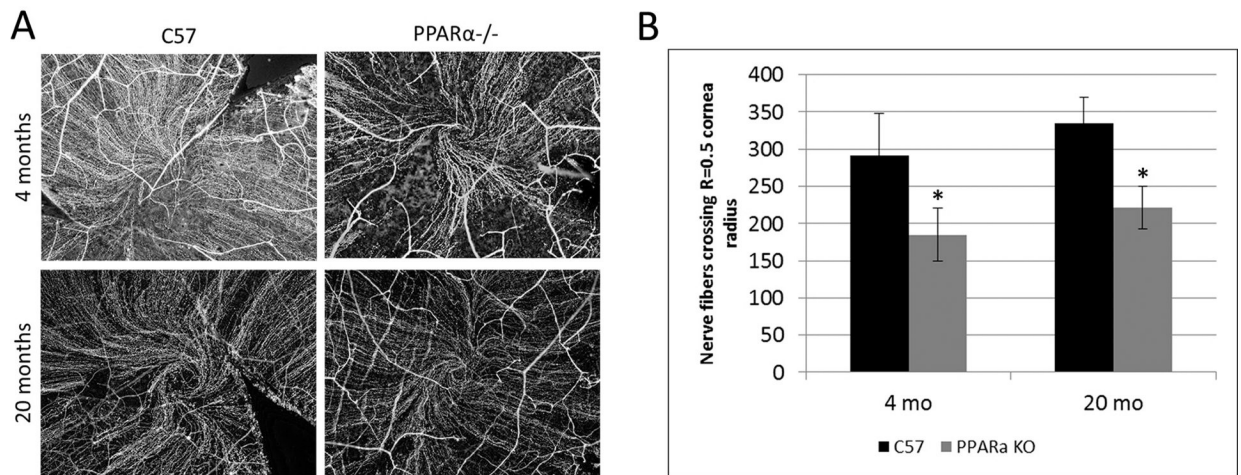 A
C57
PPARα-/-
4 months
20 months
B
Nerve fibers crossing R=0.5 cornea
radius
400
350
300
250
200
150
100
50
0
*
*
4 mo
20 mo
C57
PPARa KO